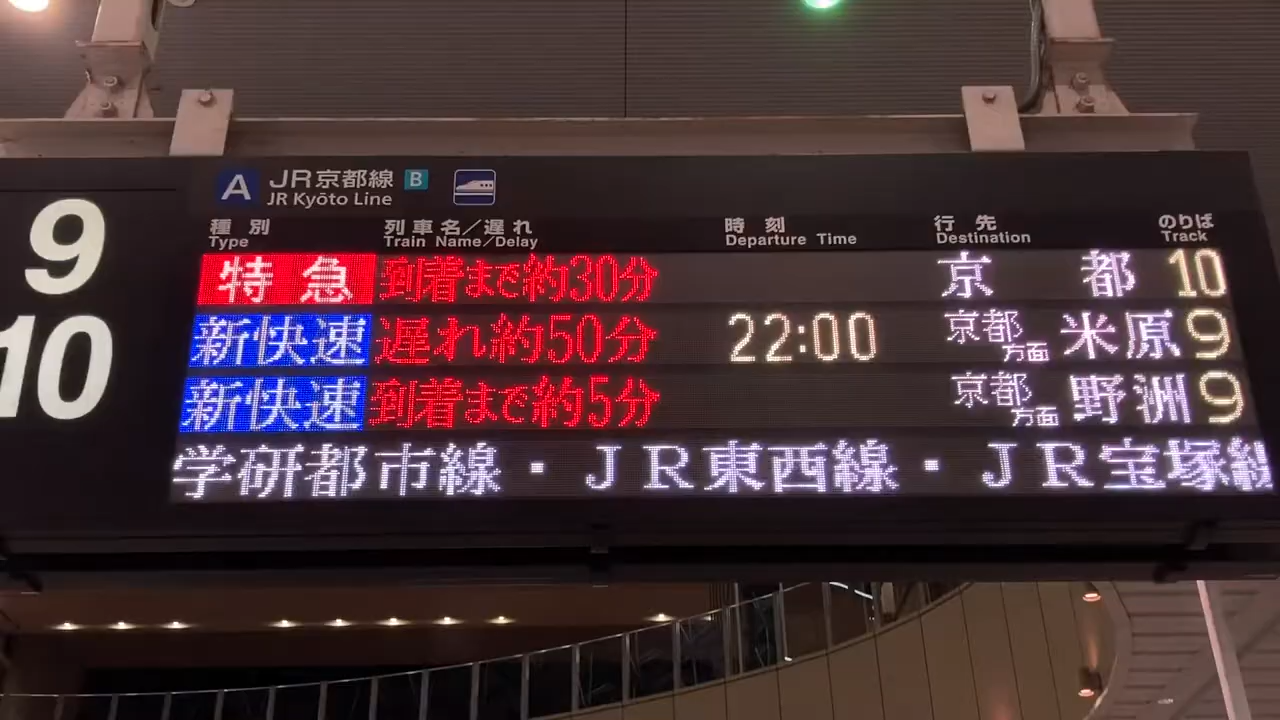 9
10
A JR京都線 B
JR Kyōto Line
種別 列車名/遅れ 時刻 行先 のりば
Type Train Name/Delay Departure Time Destination Track
特急 到着まで約30分 京都 10
新快速 遅れ約50分 22:00 京都方面 米原 9
新快速 到着まで約5分 京都方面 野洲 9
学研都市線・JR東西線・JR宝塚線